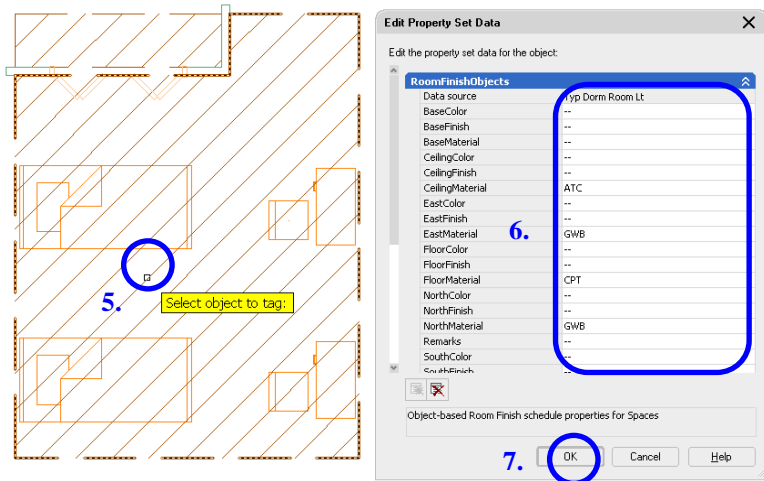 5.
Select object to tag:
Edit Property Set Data
Edit the property set data for the object:
RoomFinishObjects
Data source Typ Dorm Room Lt
BaseColor --
BaseFinish --
BaseMaterial --
CeilingColor --
CeilingFinish --
CeilingMaterial ATC
EastColor --
EastFinish --
EastMaterial GWB
FloorColor --
FloorFinish --
FloorMaterial CPT
NorthColor --
NorthFinish --
NorthMaterial GWB
Remarks --
SouthColor --
SouthFinish --
6.
Object-based Room Finish schedule properties for Spaces
7.
OK Cancel Help